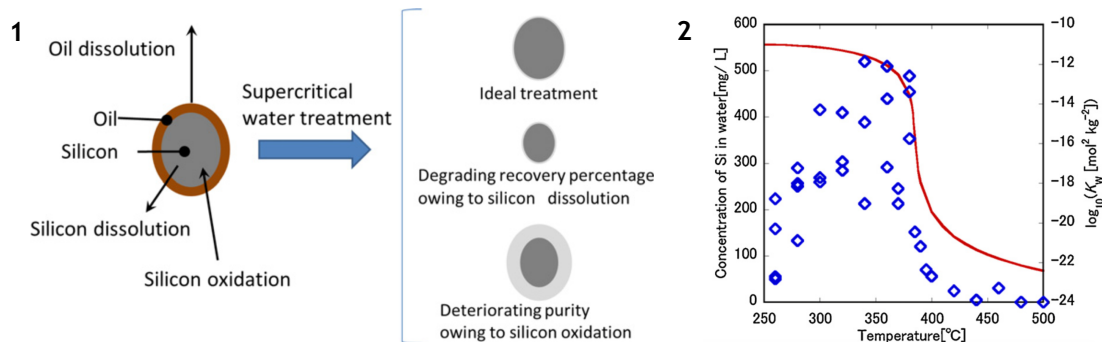 1
Oil dissolution
Oil
Silicon
Silicon dissolution
Silicon oxidation
Supercritical
water treatment
Ideal treatment
Degrading recovery percentage
owing to silicon dissolution
Deteriorating purity
owing to silicon oxidation
2
Concentration of Si in water[mg/ L]
600
500
400
300
200
100
0
250
300
350
400
450
500
Temperature[℃]
-10
-12
-14
-16
-18
-20
-22
-24
log₁₀(Kw [mol² kg⁻²])